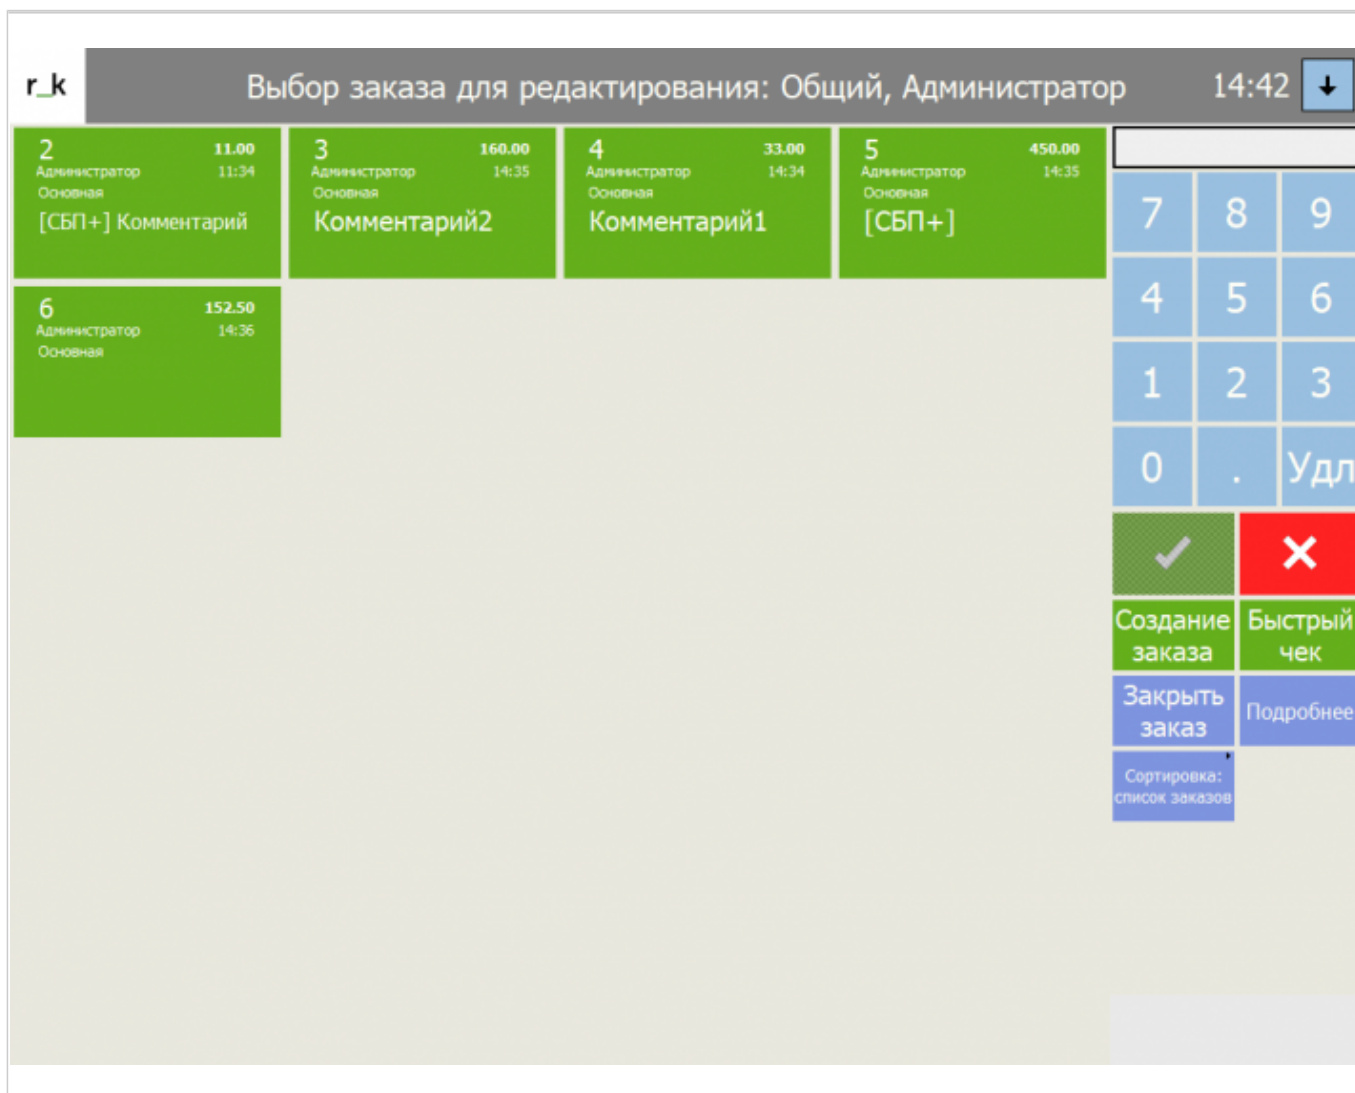 r_k
Выбор заказа для редактирования: Общий, Администратор
14:42
2 11.00
Администратор 11:34
Основная
[СБП+] Комментарий
3 160.00
Администратор 14:35
Основная
Комментарий2
4 33.00
Администратор 14:34
Основная
Комментарий1
5 450.00
Администратор 14:35
Основная
[СБП+]
6 152.50
Администратор 14:36
Основная
7 8 9
4 5 6
1 2 3
0 . Удл
Создание
заказа
Быстрый
чек
Закрыть
заказ
Подробнее
Сортировка:
список заказов